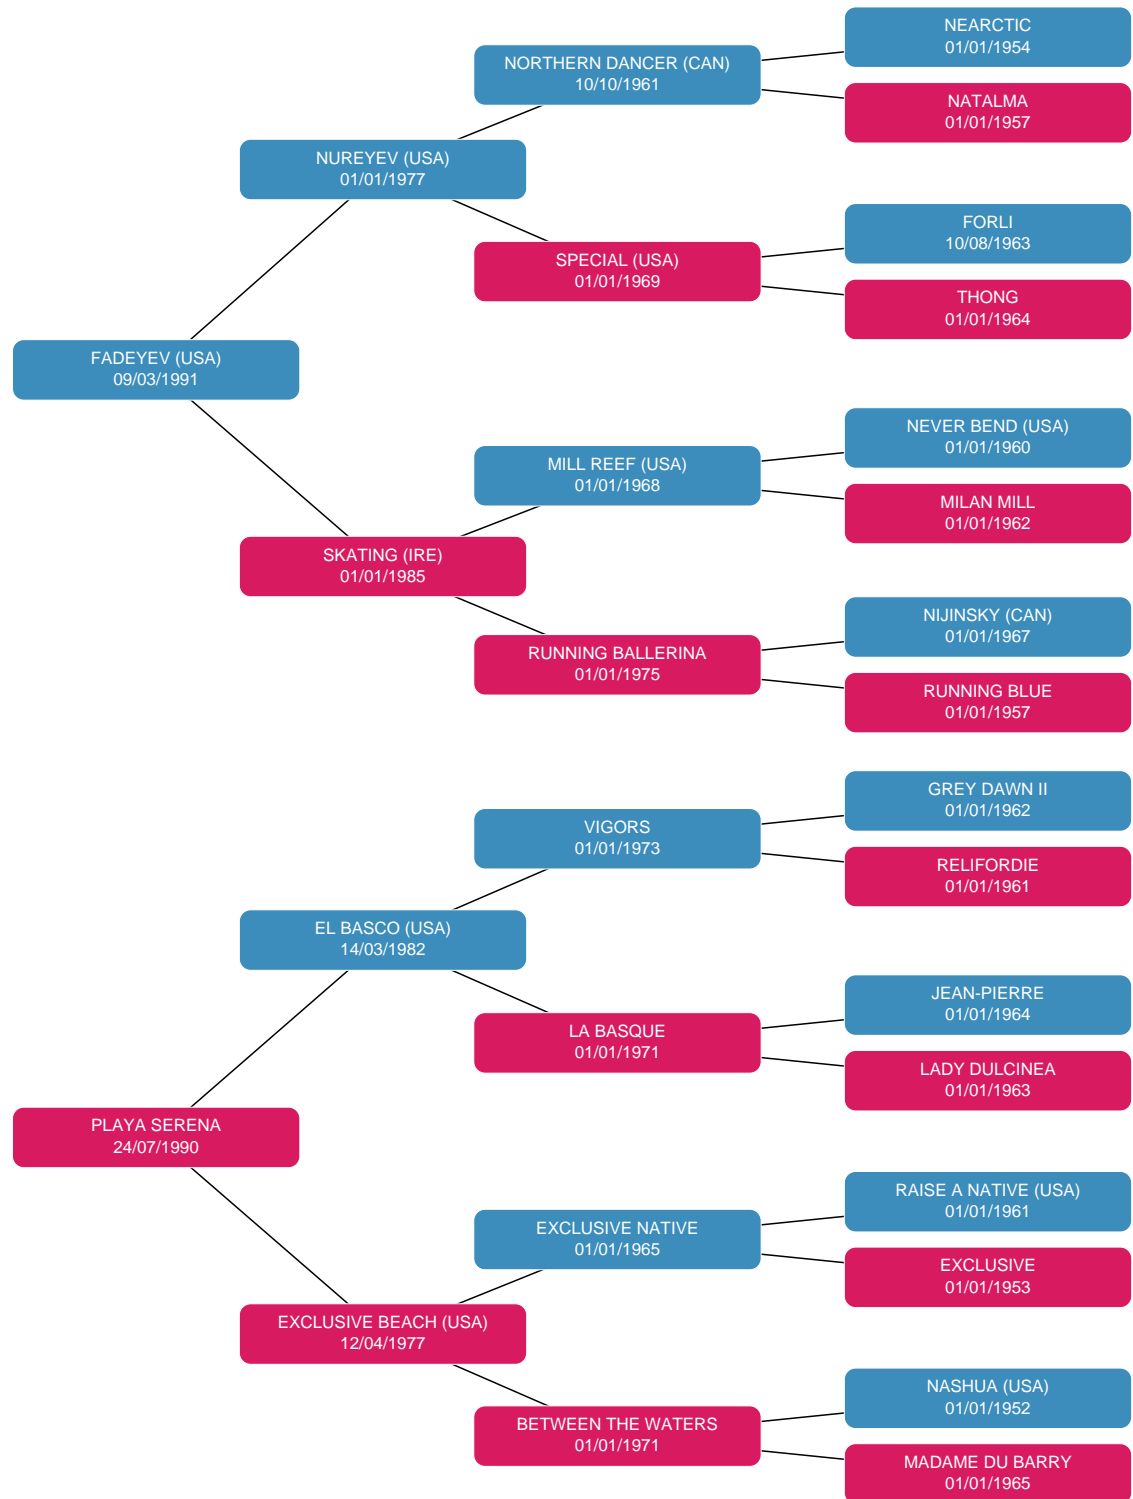 NEARCTIC
01/01/1954
NORTHERN DANCER (CAN)
10/10/1961
NATALMA
01/01/1957
NUREYEV (USA)
01/01/1977
FORLI
10/08/1963
SPECIAL (USA)
01/01/1969
THONG
01/01/1964
FADEYEV (USA)
09/03/1991
NEVER BEND (USA)
01/01/1960
MILL REEF (USA)
01/01/1968
MILAN MILL
01/01/1962
SKATING (IRE)
01/01/1985
NIJINSKY (CAN)
01/01/1967
RUNNING BALLERINA
01/01/1975
RUNNING BLUE
01/01/1957
GREY DAWN II
01/01/1962
VIGORS
01/01/1973
RELIFORDIE
01/01/1961
EL BASCO (USA)
14/03/1982
JEAN-PIERRE
01/01/1964
LA BASQUE
01/01/1971
LADY DULCINEA
01/01/1963
PLAYA SERENA
24/07/1990
RAISE A NATIVE (USA)
01/01/1961
EXCLUSIVE NATIVE
01/01/1965
EXCLUSIVE
01/01/1953
EXCLUSIVE BEACH (USA)
12/04/1977
NASHUA (USA)
01/01/1952
BETWEEN THE WATERS
01/01/1971
MADAME DU BARRY
01/01/1965